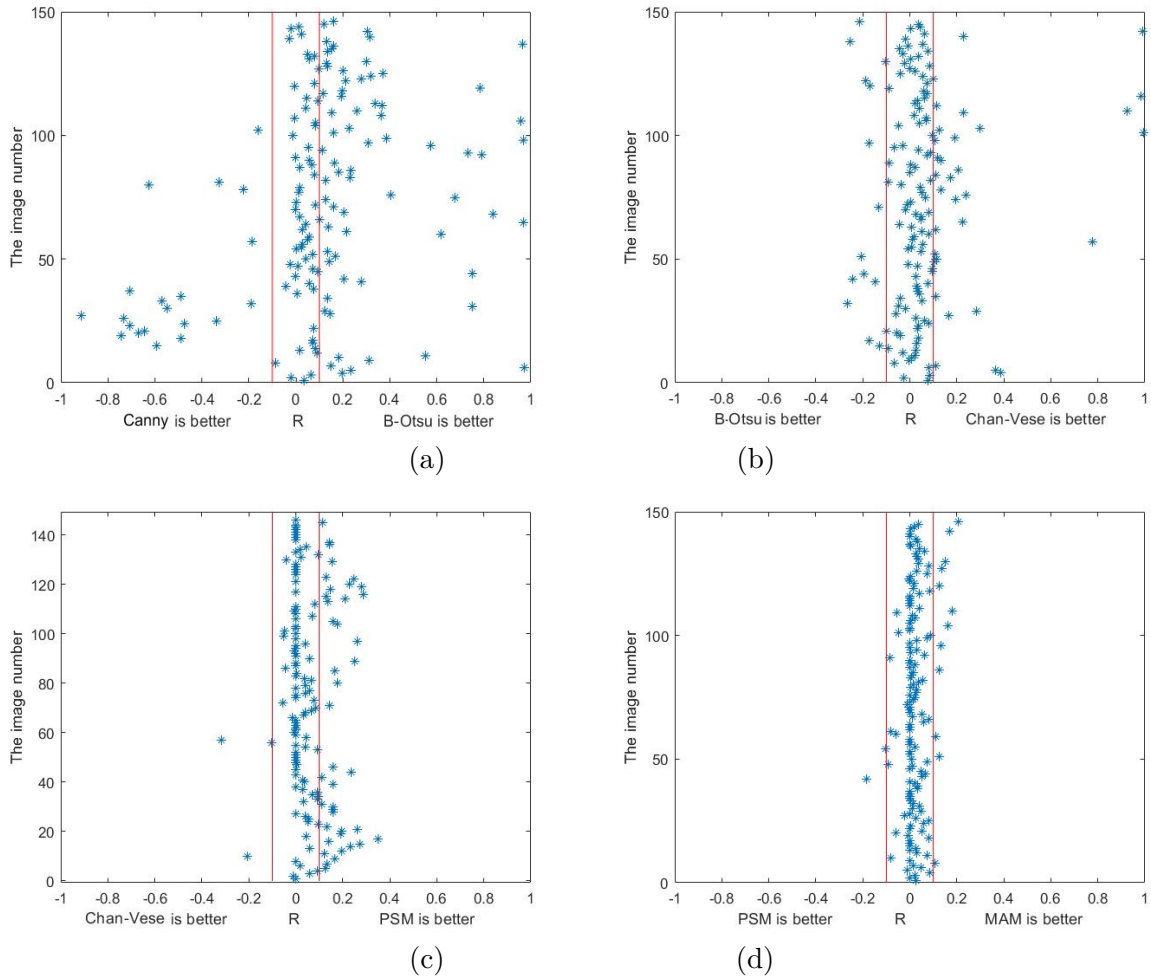 150
100
50
0
The image number
-1 -0.8 -0.6 -0.4 -0.2 0 0.2 0.4 0.6 0.8 1
Canny is better R B-Otsu is better
(a)
150
100
50
0
The image number
-1 -0.8 -0.6 -0.4 -0.2 0 0.2 0.4 0.6 0.8 1
B-Otsu is better R Chan-Vese is better
(b)
140
120
100
80
60
40
20
0
The image number
-1 -0.8 -0.6 -0.4 -0.2 0 0.2 0.4 0.6 0.8 1
Chan-Vese is better R PSM is better
(c)
150
100
50
0
The image number
-1 -0.8 -0.6 -0.4 -0.2 0 0.2 0.4 0.6 0.8 1
PSM is better R MAM is better
(d)